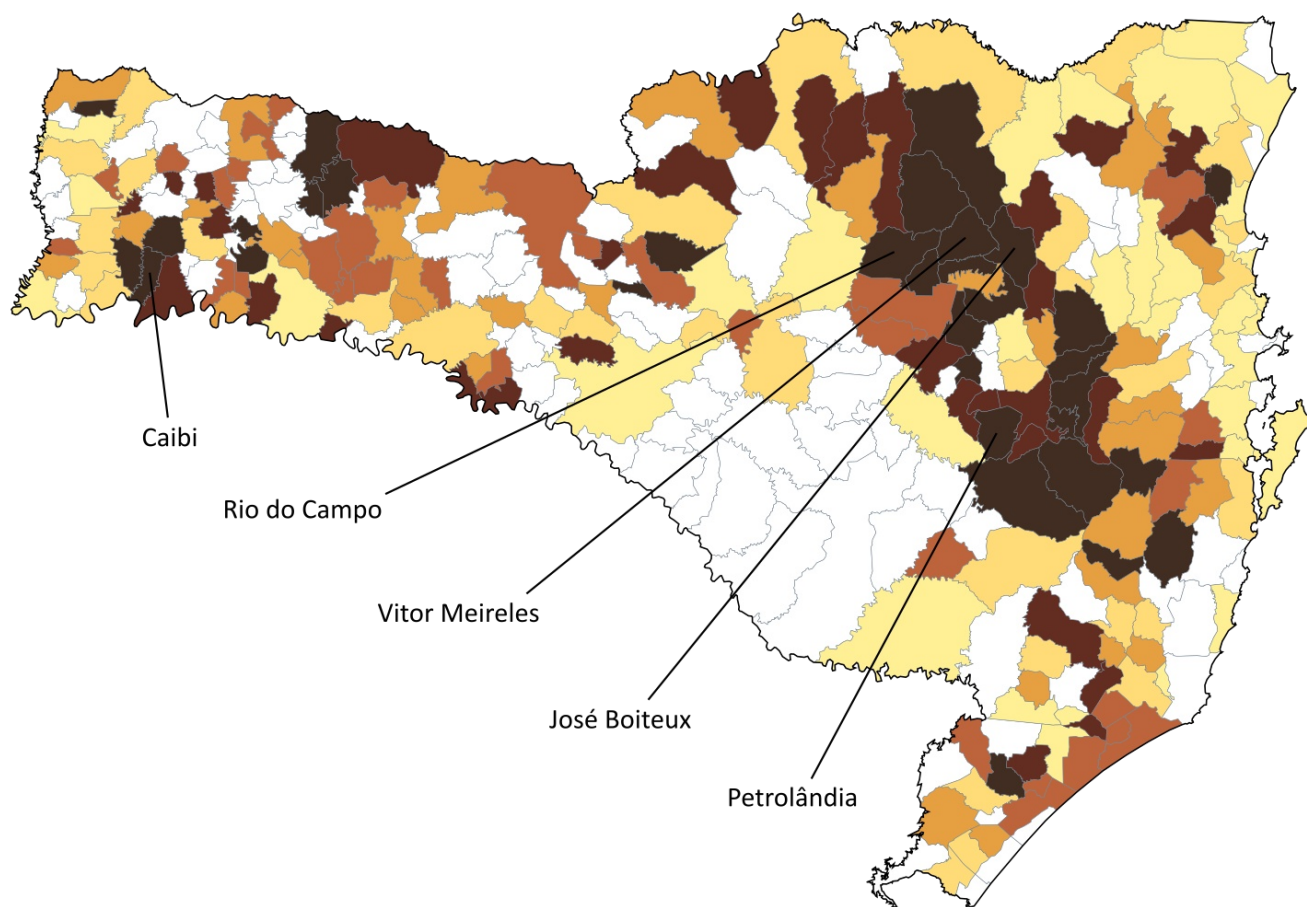 Caibi
Rio do Campo
Vitor Meireles
José Boiteux
Petrolândia